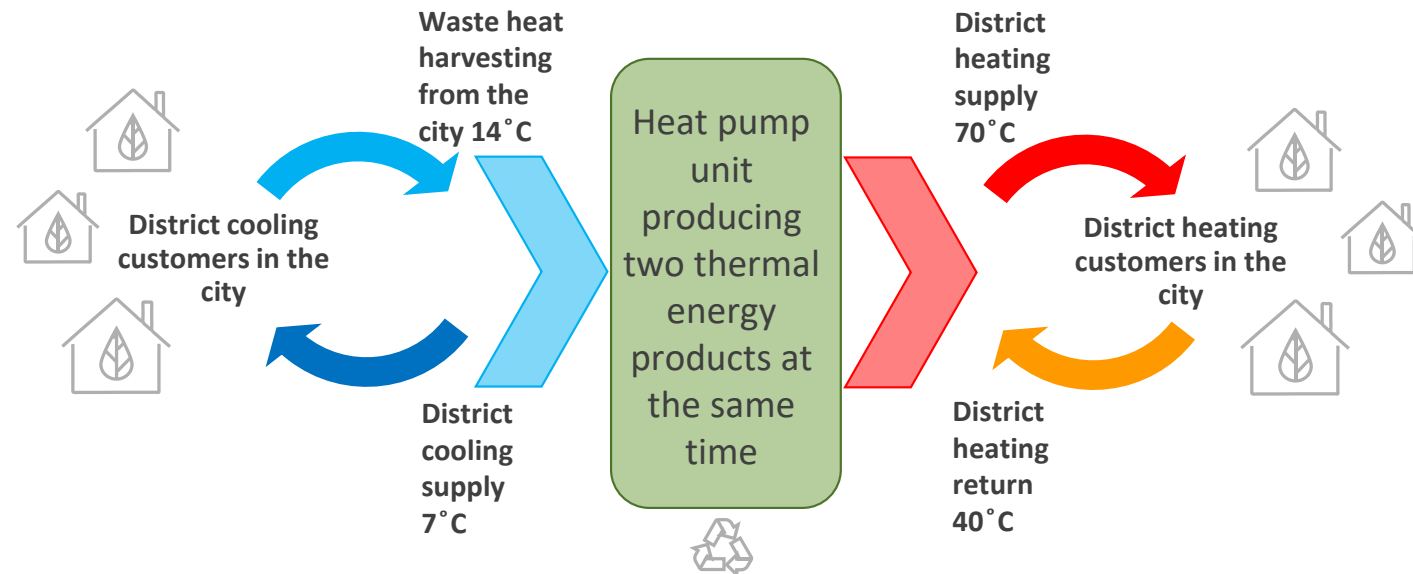 Waste heat
harvesting
from the
city 14˚C
District
heating
supply
70˚C
District cooling
customers in the
city
Heat pump
unit
producing
two thermal
energy
products at
the same
time
District heating
customers in the
city
District
cooling
supply
7˚C
District
heating
return
40˚C